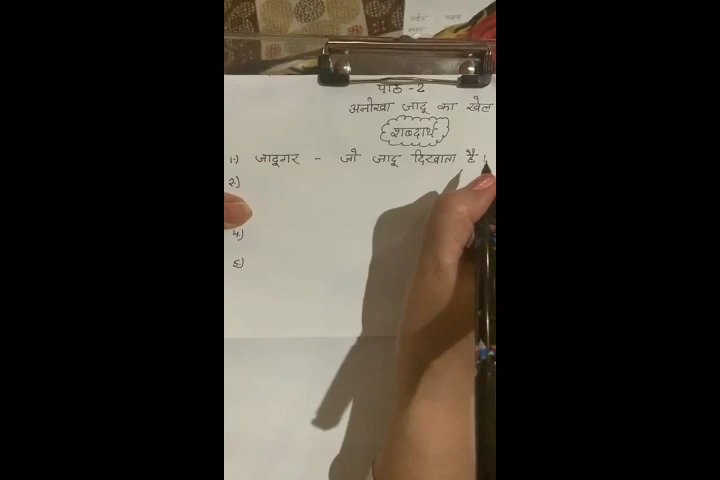 पाठ -2
अनोखा जादू का खेल
शब्दार्थ
1.) जादूगर - जो जादू दिखाता है।
2.)
4.)
5.)